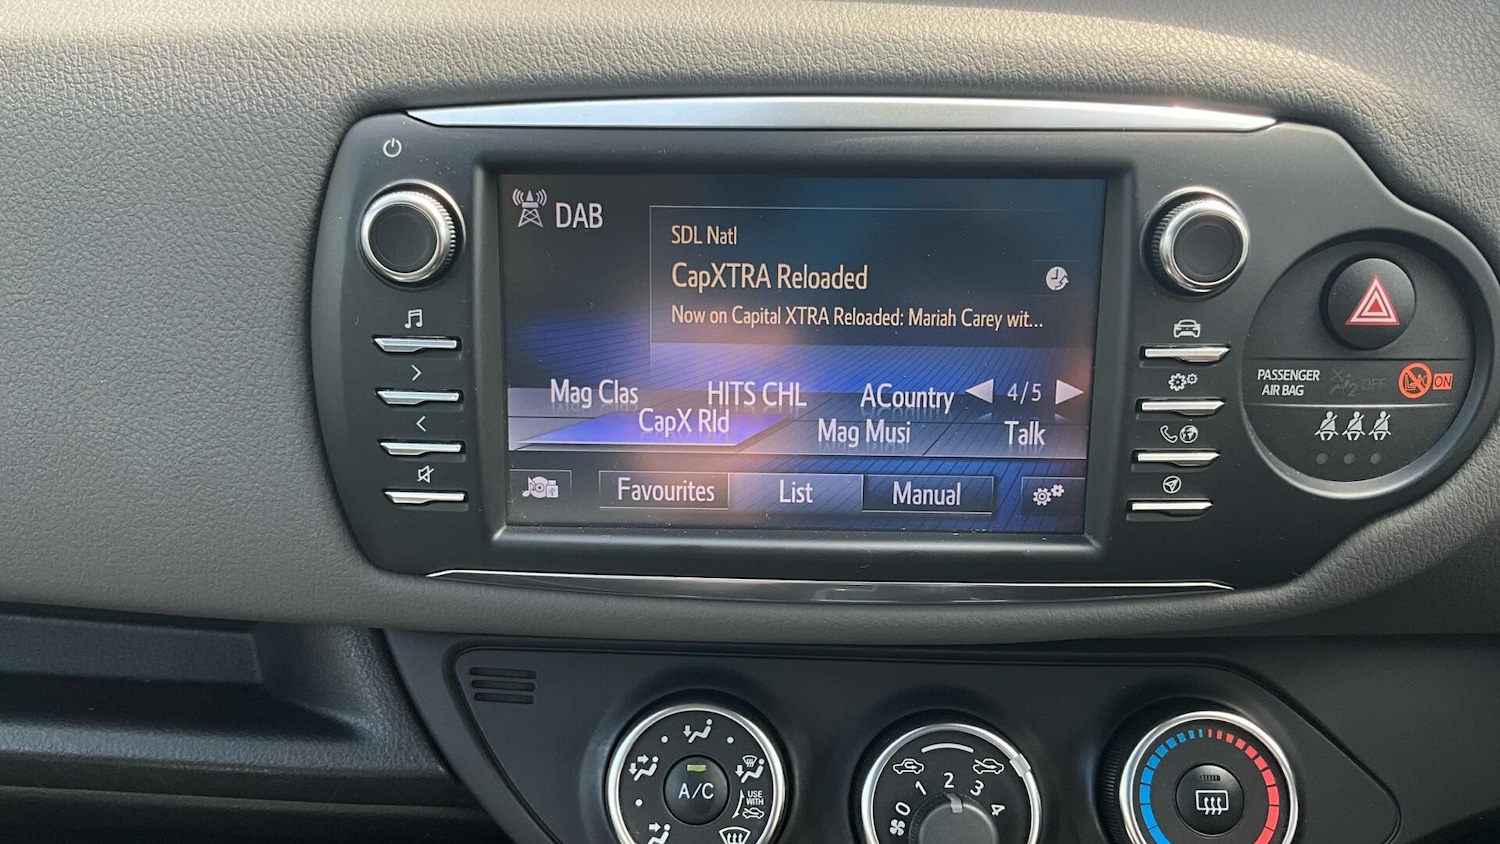 DAB
SDL Natl
CapXTRA Reloaded
Now on Capital XTRA Reloaded: Mariah Carey wit...
Mag Clas HITS CHL ACountry 4/5
CapX Rld Mag Musi Talk
Favourites List Manual
PASSENGER
AIR BAG
OFF ON
A/C
USE
WITH
0 1 2 3 4